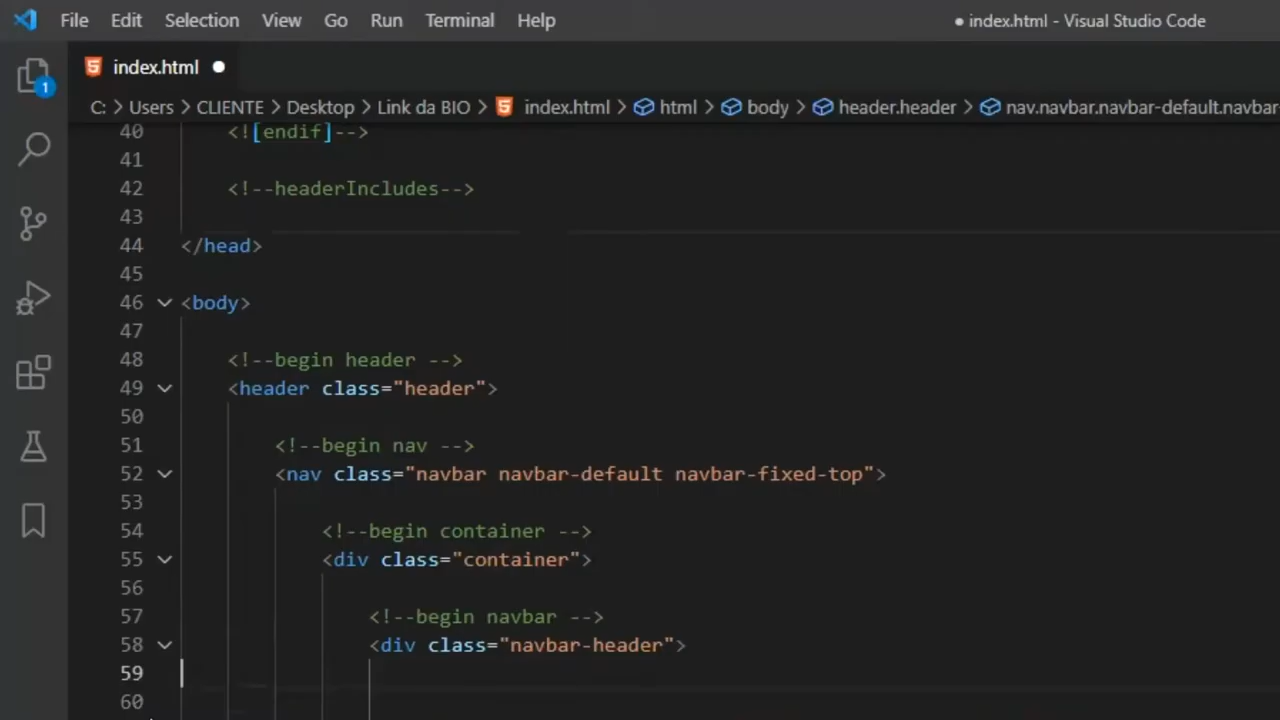 File Edit Selection View Go Run Terminal Help ● index.html - Visual Studio Code
index.html ●
1
C: > Users > CLIENTE > Desktop > Link da BIO > index.html > html > body > header.header > nav.navbar.navbar-default.navbar
40 <![endif]-->
41
42 <!--headerIncludes-->
43
44 </head>
45
46 <body>
47
48 <!--begin header -->
49 <header class="header">
50
51 <!--begin nav -->
52 <nav class="navbar navbar-default navbar-fixed-top">
53
54 <!--begin container -->
55 <div class="container">
56
57 <!--begin navbar -->
58 <div class="navbar-header">
59
60